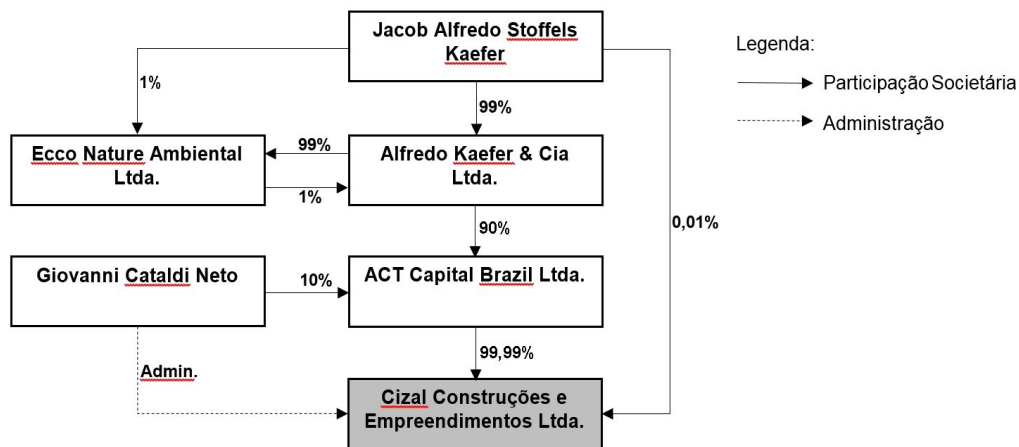 Jacob Alfredo Stoffels
Kaefer
Legenda:
Participação Societária
Administração
1%
99%
Ecco Nature Ambiental
Ltda.
99%
1%
Alfredo Kaefer & Cia
Ltda.
0,01%
90%
Giovanni Cataldi Neto
10%
ACT Capital Brazil Ltda.
99,99%
Admin.
Cizal Construções e
Empreendimentos Ltda.